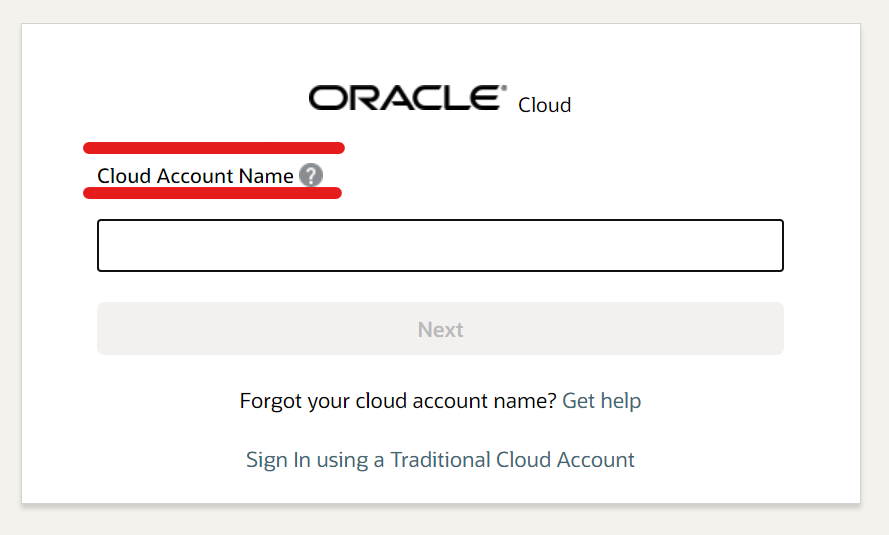 ORACLE® Cloud
Cloud Account Name ?
Next
Forgot your cloud account name? Get help
Sign In using a Traditional Cloud Account